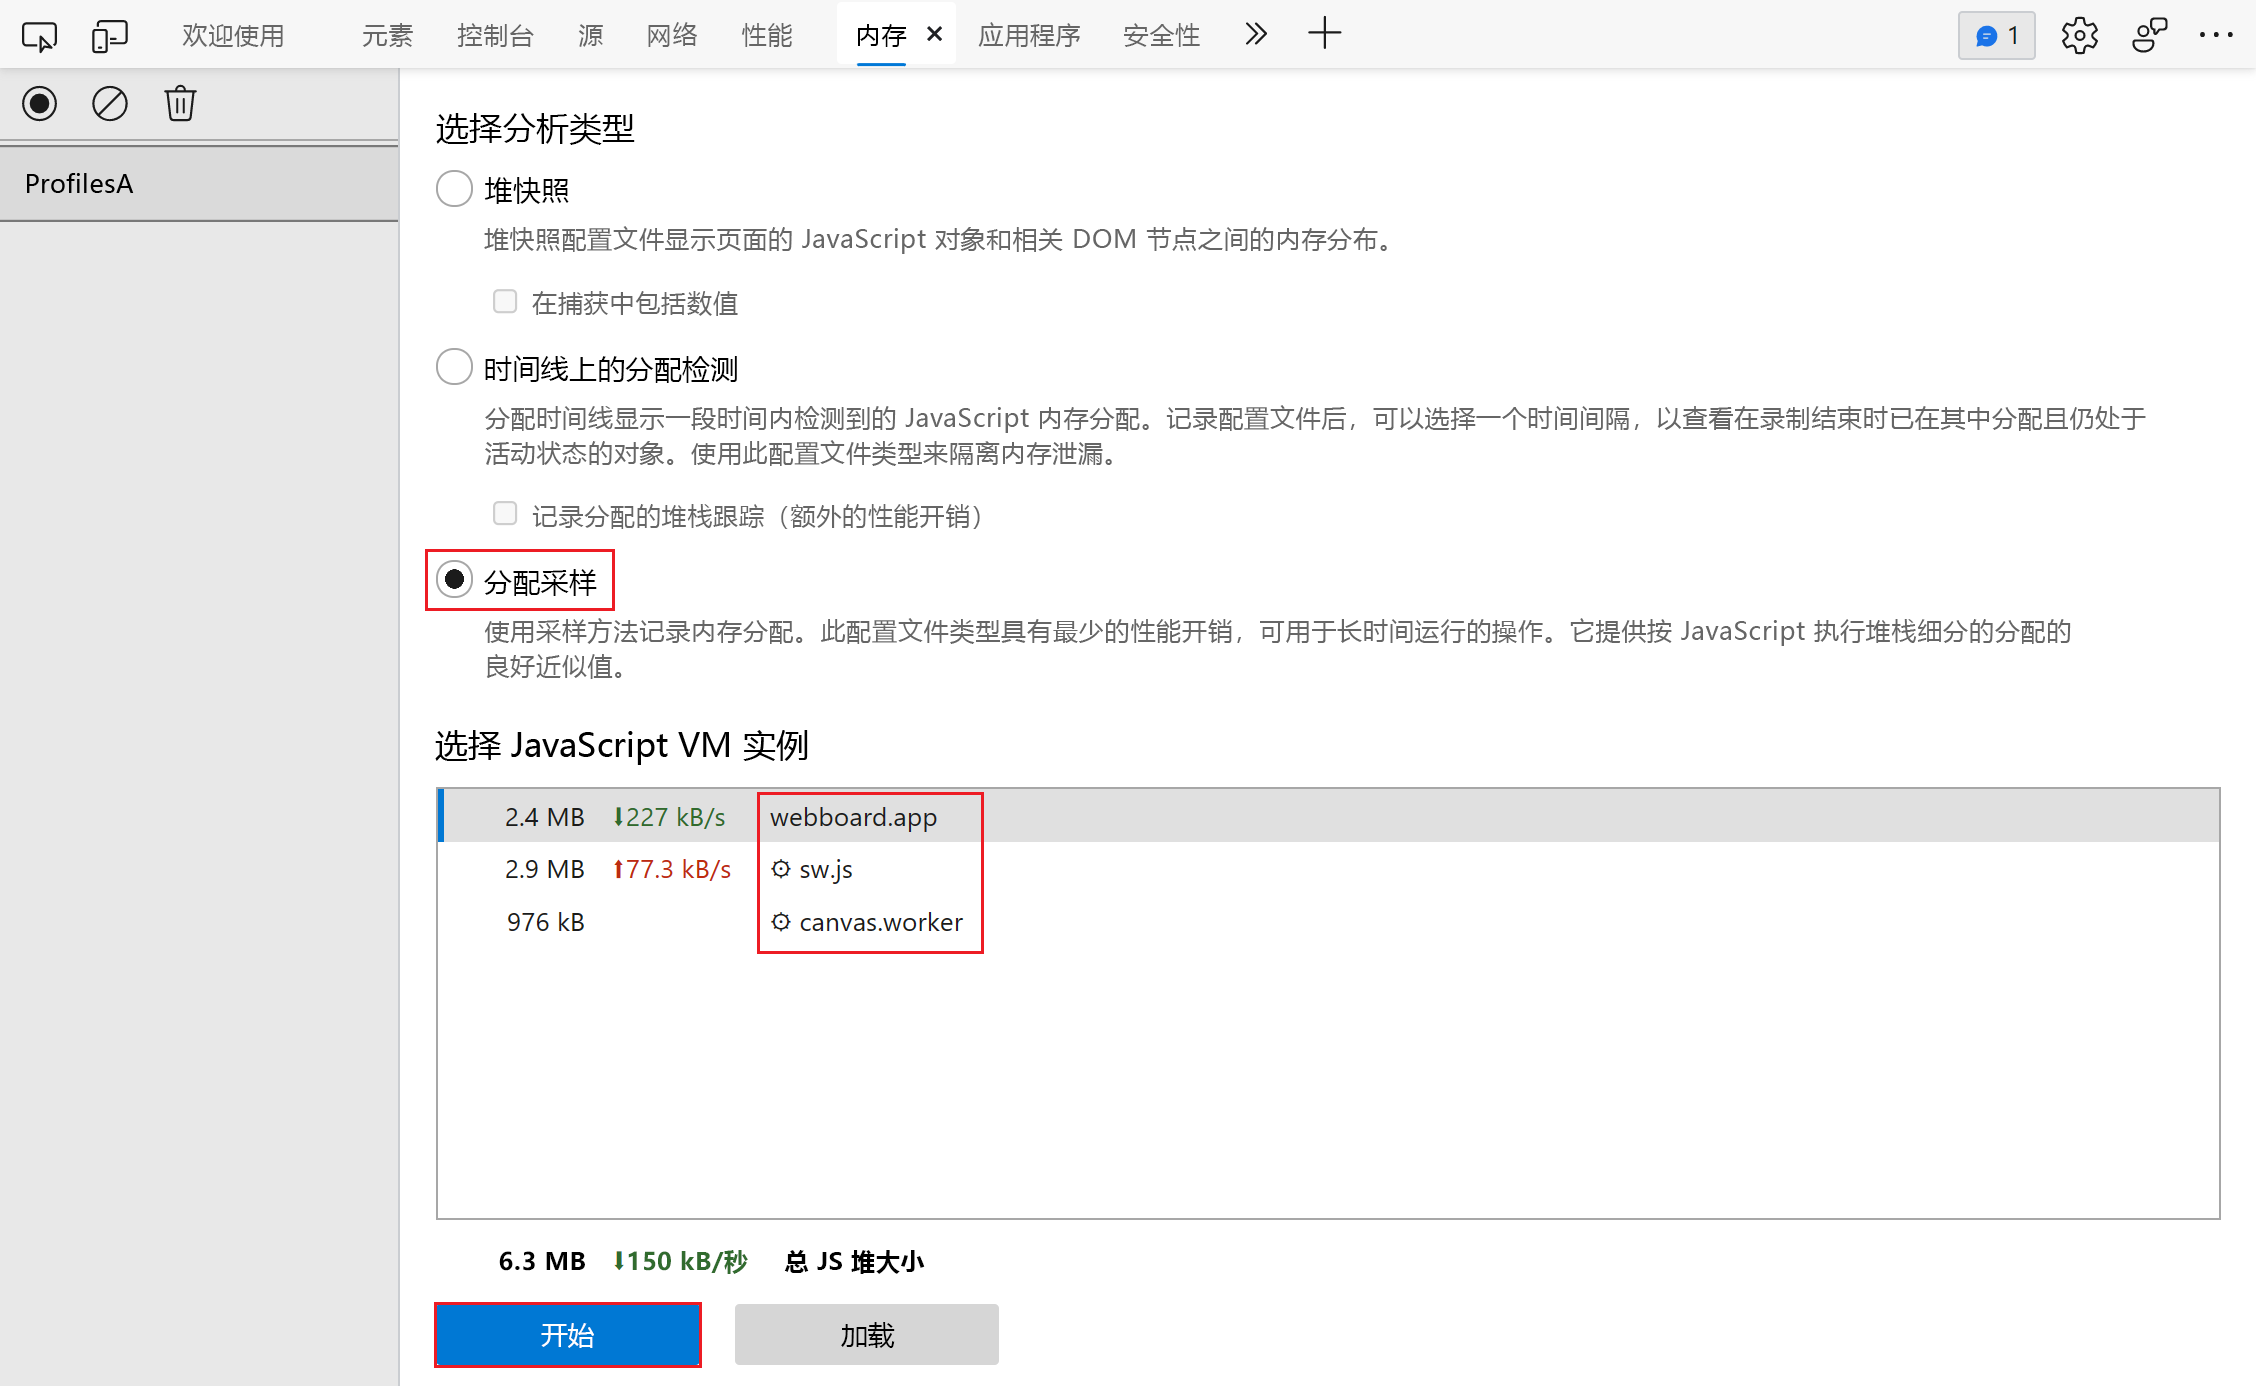 欢迎使用 元素 控制台 源 网络 性能 内存 应用程序 安全性 1
ProfilesA
选择分析类型
堆快照
堆快照配置文件显示页面的 JavaScript 对象和相关 DOM 节点之间的内存分布。
在捕获中包括数值
时间线上的分配检测
分配时间线显示一段时间内检测到的 JavaScript 内存分配。记录配置文件后，可以选择一个时间间隔，以查看在录制结束时已在其中分配且仍处于
活动状态的对象。使用此配置文件类型来隔离内存泄漏。
记录分配的堆栈跟踪（额外的性能开销）
分配采样
使用采样方法记录内存分配。此配置文件类型具有最少的性能开销，可用于长时间运行的操作。它提供按 JavaScript 执行堆栈细分的分配的
良好近似值。
选择 JavaScript VM 实例
2.4 MB ⬇227 kB/s webboard.app
2.9 MB ⬆77.3 kB/s sw.js
976 kB canvas.worker
6.3 MB ⬇150 kB/秒 总 JS 堆大小
开始 加载